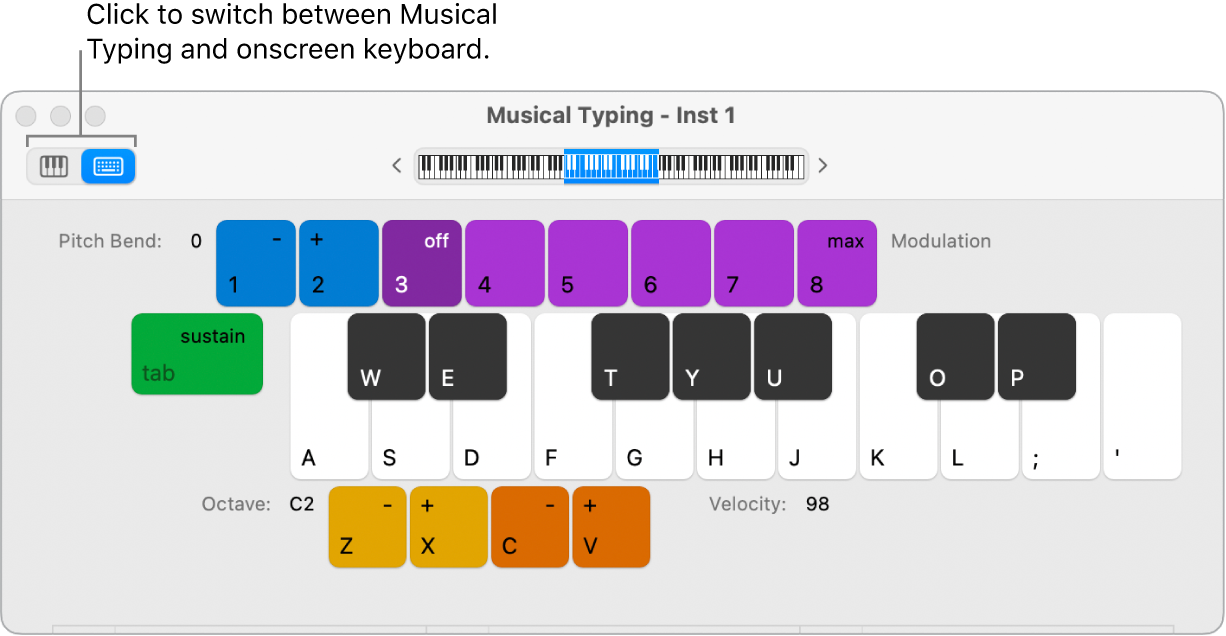 Click to switch between Musical
Typing and onscreen keyboard.
Musical Typing - Inst 1
Pitch Bend: 0 - + off max Modulation
1 2 3 4 5 6 7 8
sustain
tab
W E T Y U O P
A S D F G H J K L ; '
Octave: C2 - + - + Velocity: 98
Z X C V